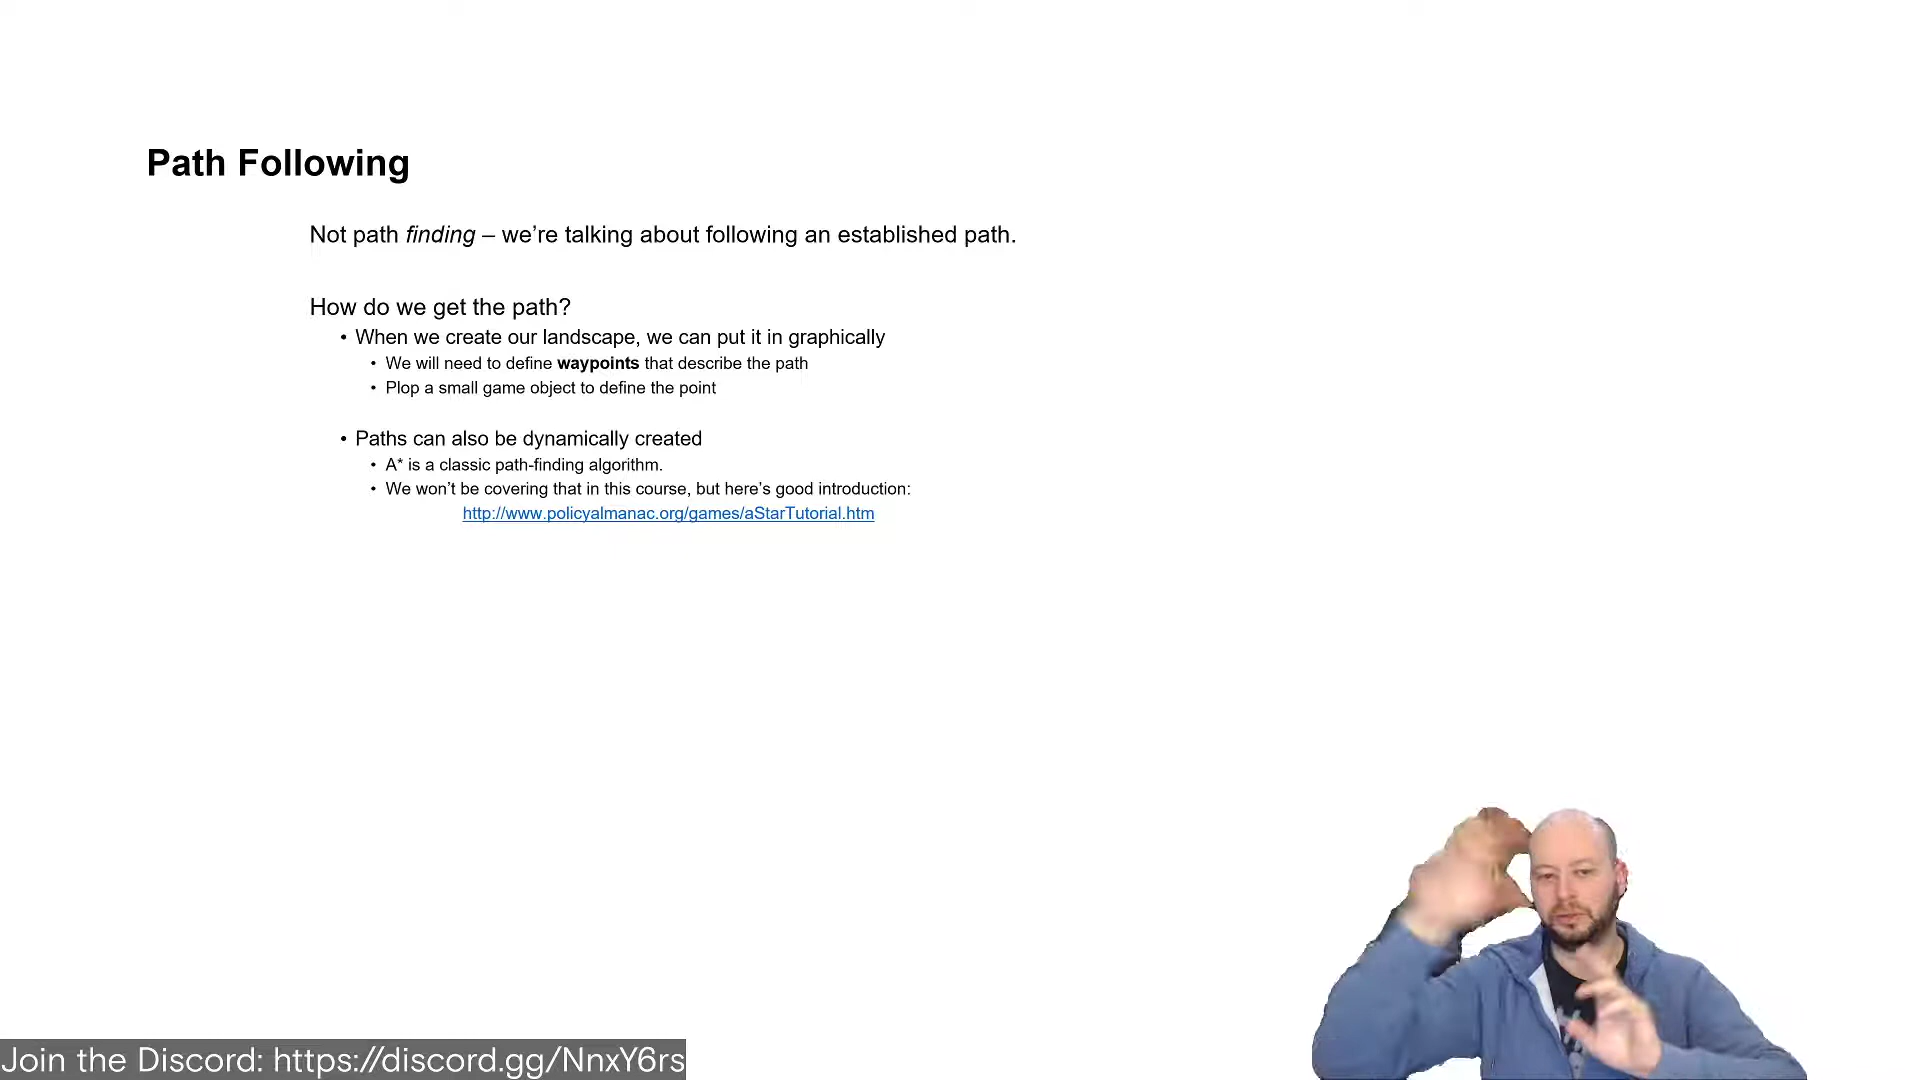 Path Following
Not path finding – we’re talking about following an established path.
How do we get the path?
• When we create our landscape, we can put it in graphically
• We will need to define waypoints that describe the path
• Plop a small game object to define the point
• Paths can also be dynamically created
• A* is a classic path-finding algorithm.
• We won’t be covering that in this course, but here’s good introduction:
http://www.policyalmanac.org/games/aStarTutorial.htm
Join the Discord: https://discord.gg/NnxY6rs